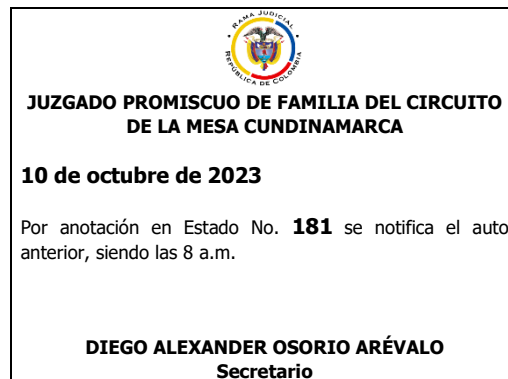 RAMA JUDICIAL
REPÚBLICA DE COLOMBIA
JUZGADO PROMISCUO DE FAMILIA DEL CIRCUITO
DE LA MESA CUNDINAMARCA
10 de octubre de 2023
Por anotación en Estado No. 181 se notifica el auto
anterior, siendo las 8 a.m.
DIEGO ALEXANDER OSORIO ARÉVALO
Secretario